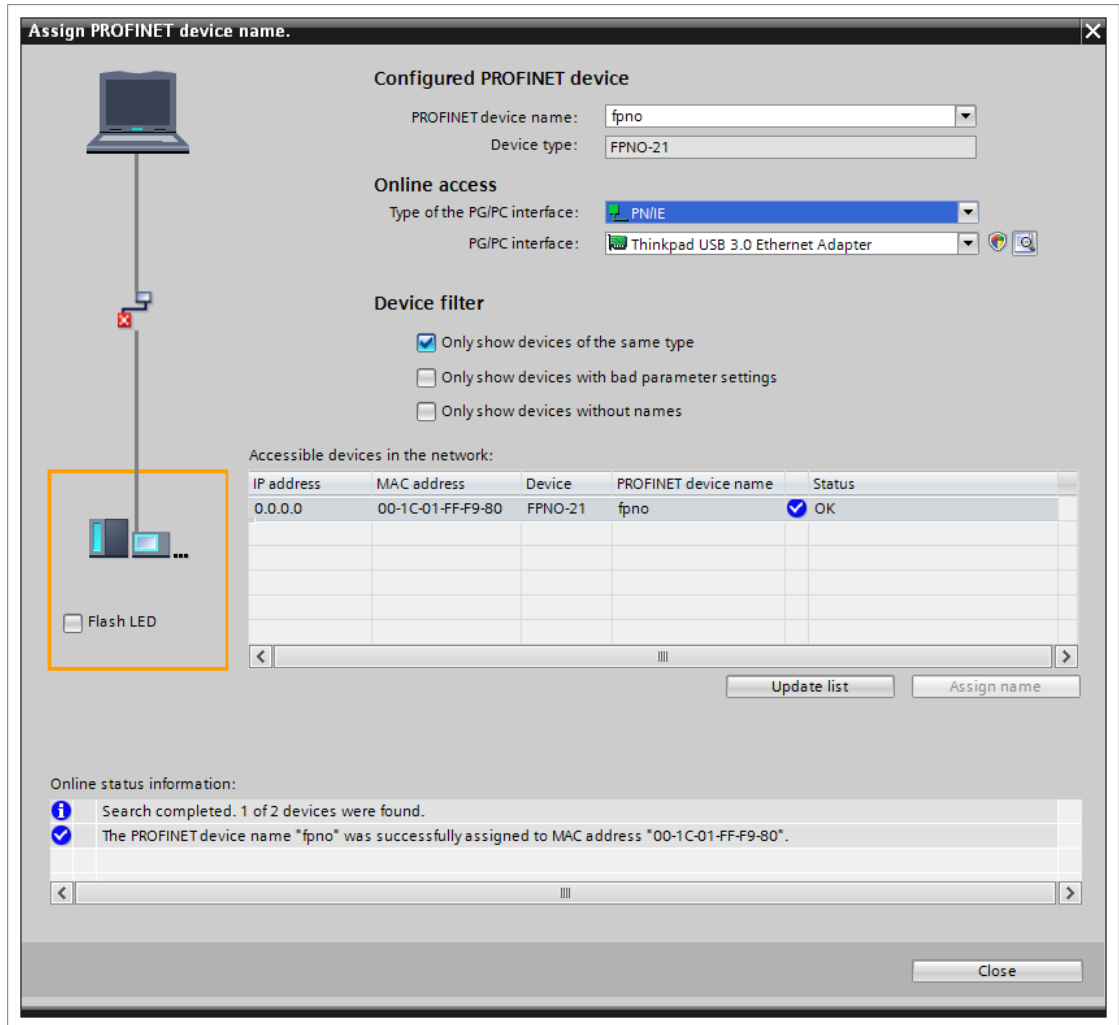 Assign PROFINET device name.
Configured PROFINET device
PROFINET device name: fpno
Device type: FPNO-21
Online access
Type of the PG/PC interface: PN/IE
PG/PC interface: Thinkpad USB 3.0 Ethernet Adapter
Device filter
Only show devices of the same type
Only show devices with bad parameter settings
Only show devices without names
Accessible devices in the network:
IP address MAC address Device PROFINET device name Status
0.0.0.0 00-1C-01-FF-F9-80 FPNO-21 fpno OK
Flash LED
Update list Assign name
Online status information:
Search completed. 1 of 2 devices were found.
The PROFINET device name "fpno" was successfully assigned to MAC address "00-1C-01-FF-F9-80".
Close